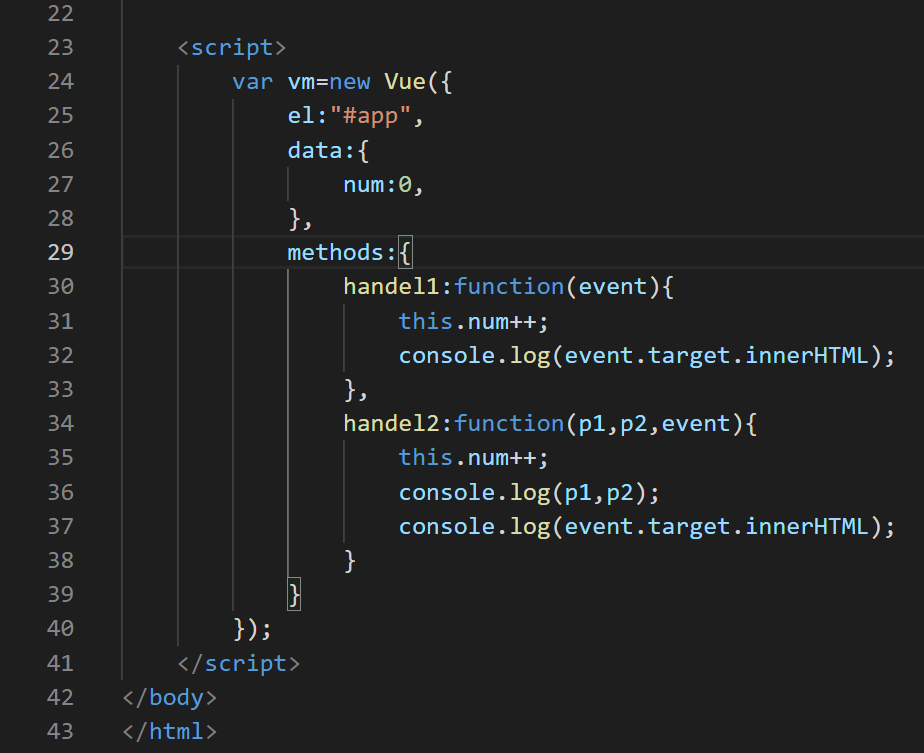 22
23 <script>
24 var vm=new Vue({
25 el:"#app",
26 data:{
27 num:0,
28 },
29 methods:{
30 handel1:function(event){
31 this.num++;
32 console.log(event.target.innerHTML);
33 },
34 handel2:function(p1,p2,event){
35 this.num++;
36 console.log(p1,p2);
37 console.log(event.target.innerHTML);
38 }
39 }
40 });
41 </script>
42 </body>
43 </html>